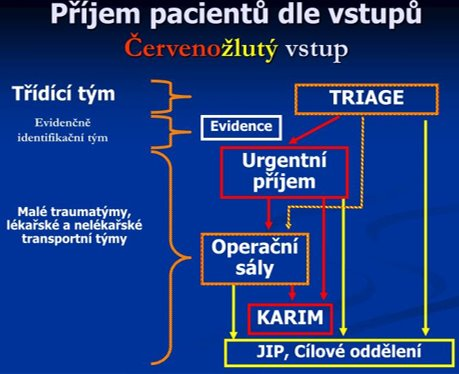 Příjem pacientů dle vstupů
Červenožlutý vstup
Třídící tým
TRIAGE
Evidenčně
identifikační tým
Evidence
Urgentní
příjem
Malé traumatýmy,
lékařské a nelékařské
transportní týmy
Operační
sály
KARIM
JIP, Cílové oddělení